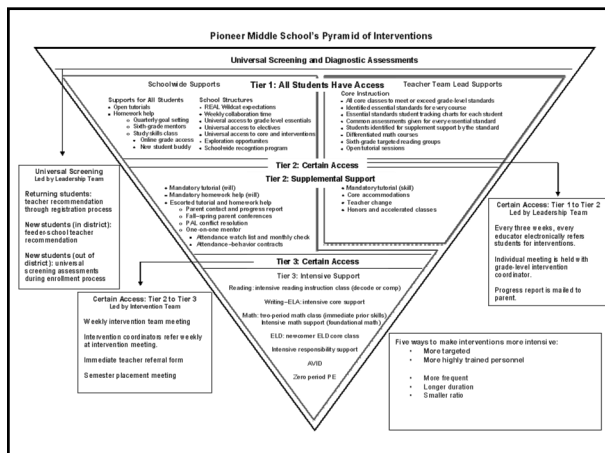 Pioneer Middle School's Pyramid of Interventions
Universal Screening and Diagnostic Assessments
Tier 1: All Students Have Access
Schoolwide Supports
Supports for All Students
• Open tutorials
• Homework help
o Quarterly goal setting
o Sixth-grade mentors
o Study skills class
• Online grade access
• New student buddy
School Structures
• REAL Wildcat expectations
• Weekly collaboration time
• Universal access to grade level essentials
• Universal access to electives
• Universal access to core and interventions
• Exploration opportunites
• Schoolwide recognition program
Teacher Team Lead Supports
Core Instruction
• All core classes to meet or exceed grade-level standards
• Identified essential standards for every course
• Essential standards student tracking charts for each student
• Common assessments given for every essential standard
• Students identified for supplement support by the standard
• Differentiated math courses
• Sixth-grade targeted reading groups
• Open tutorial sessions
Tier 2: Certain Access
Tier 2: Supplemental Support
• Mandatory tutorial (will)
• Mandatory homework help (will)
• Escorted tutorial and homework help
o Parent contact and progress report
o Fall–spring parent conferences
o PAL conflict resolution
o One-on-one mentor
• Attendance watch list and monthly check
• Attendance–behavior contracts
• Mandatory tutorial (skill)
• Core accommodations
• Teacher change
• Honors and accelerated classes
Tier 3: Certain Access
Tier 3: Intensive Support
Reading: intensive reading instruction class (decode or comp)
Writing–ELA: intensive core support
Math: two-period math class (immediate prior skills)
Intensive math support (foundational math)
ELD: newcomer ELD core class
Intensive responsibility support
AVID
Zero period PE
Universal Screening
Led by Leadership Team
Returning students:
teacher recommendation
through registration process
New students (in district):
feeder-school teacher
recommendation
New students (out of
district): universal
screening assessments
during enrollment process
Certain Access: Tier 2 to Tier 3
Led by Intervention Team
Weekly intervention team meeting
Intervention coordinators refer weekly
at intervention meeting.
Immediate teacher referral form
Semester placement meeting
Certain Access: Tier 1 to Tier 2
Led by Leadership Team
Every three weeks, every
educator electronically refers
students for interventions.
Individual meeting is held with
grade-level intervention
coordinator.
Progress report is mailed to
parent.
Five ways to make interventions more intensive:
• More targeted
• More highly trained personnel
• More frequent
• Longer duration
• Smaller ratio